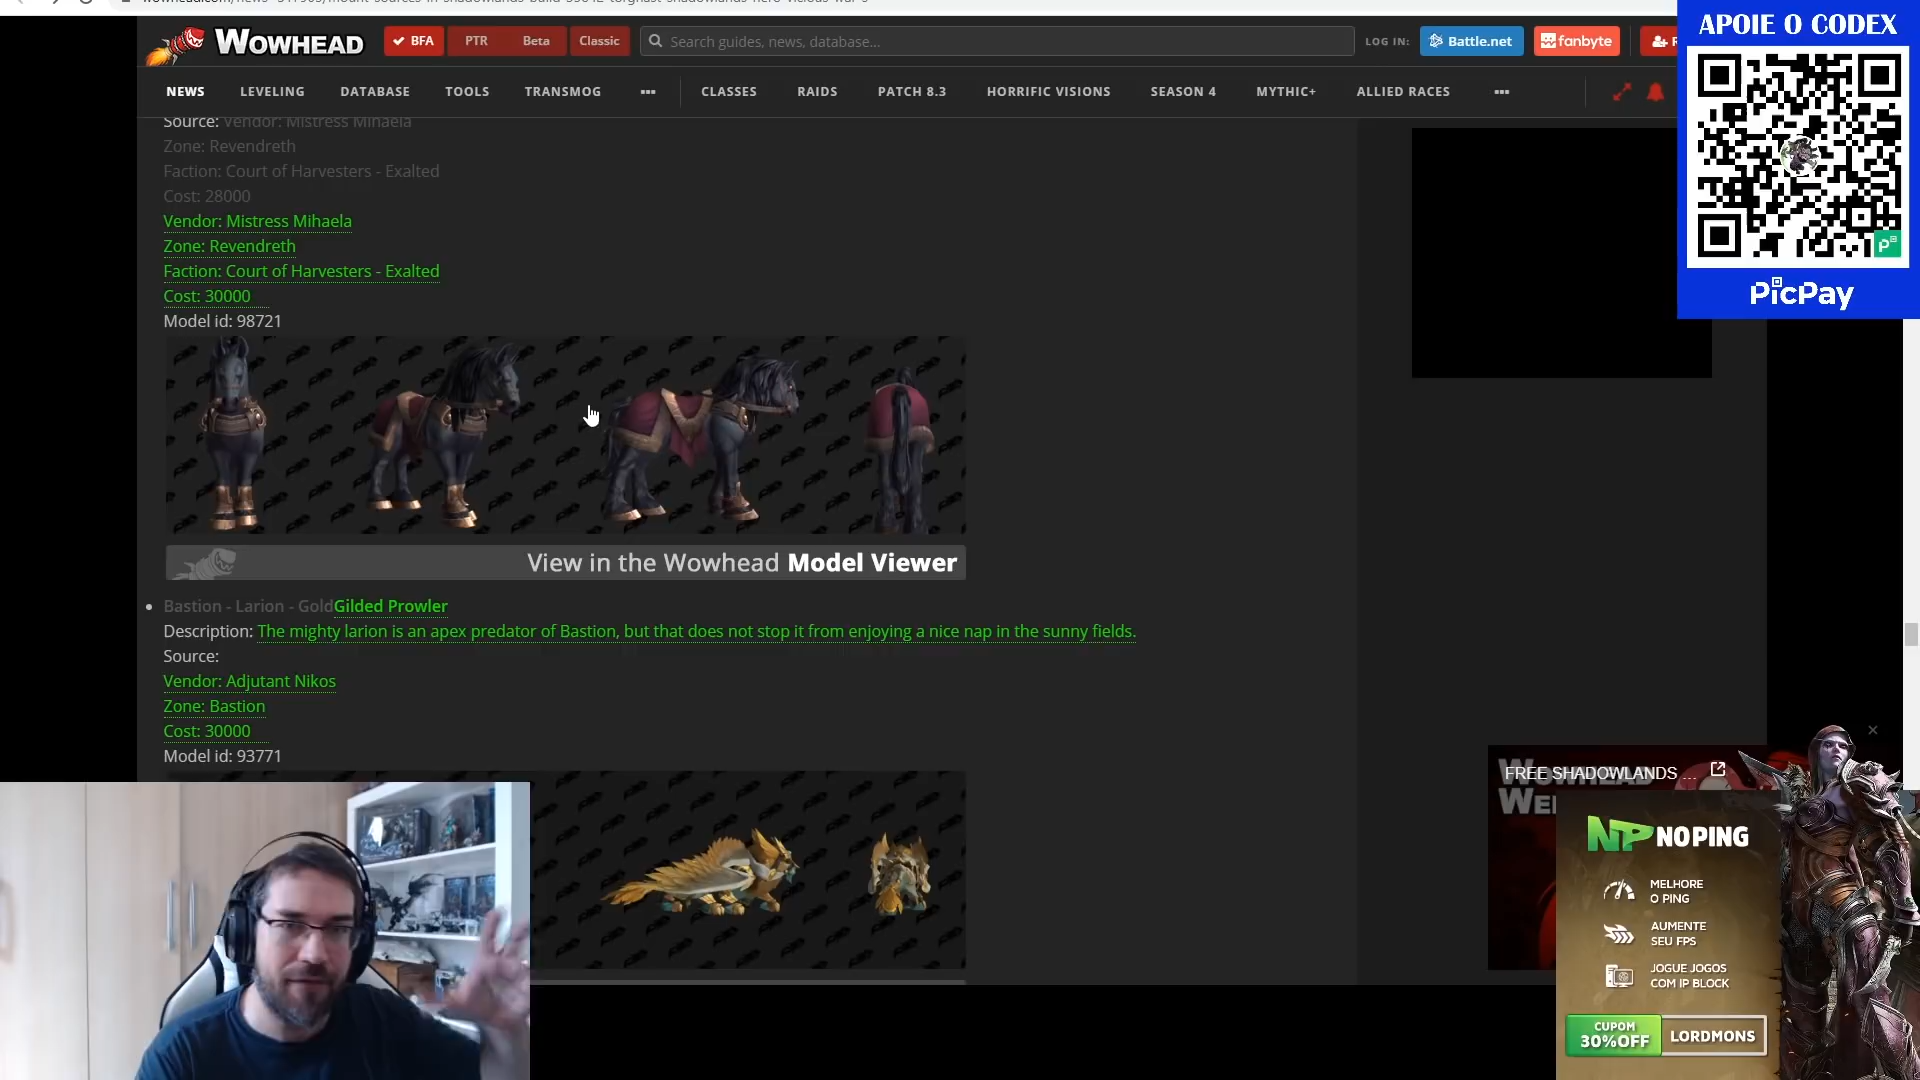 APOIE O CODEX
WOWHEAD
BFA
PTR
Beta
Classic
Search guides, news, database...
LOG IN:
Battle.net
fanbyte
NEWS
LEVELING
DATABASE
TOOLS
TRANSMOG
•••
CLASSES
RAIDS
PATCH 8.3
HORRIFIC VISIONS
SEASON 4
MYTHIC+
ALLIED RACES
•••
Source: Vendor: Mistress Mihaela
Zone: Revendreth
Faction: Court of Harvesters - Exalted
Cost: 28000
Vendor: Mistress Mihaela
Zone: Revendreth
Faction: Court of Harvesters - Exalted
Cost: 30000
Model id: 98721
PicPay
View in the Wowhead Model Viewer
Bastion - Larion - GoldGilded Prowler
Description: The mighty larion is an apex predator of Bastion, but that does not stop it from enjoying a nice nap in the sunny fields.
Source:
Vendor: Adjutant Nikos
Zone: Bastion
Cost: 30000
Model id: 93771
FREE SHADOWLANDS ...
NP NOPING
MELHORE
O PING
AUMENTE
SEU FPS
JOGUE JOGOS
COM IP BLOCK
CUPOM
30%OFF
LORDMONS